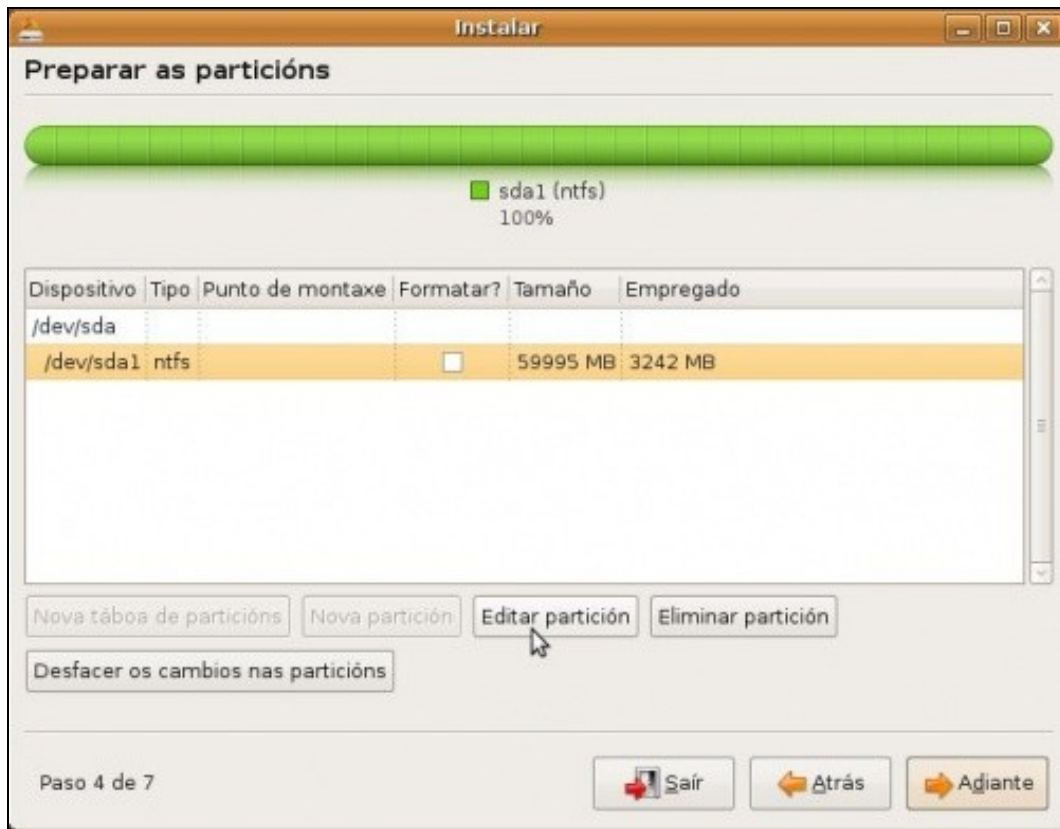 Instalar
Preparar as particións
sda1 (ntfs)
100%
Dispositivo Tipo Punto de montaxe Formatar? Tamaño Empregado
/dev/sda
/dev/sda1 ntfs 59995 MB 3242 MB
Nova táboa de particións Nova partición Editar partición Eliminar partición
Desfacer os cambios nas particións
Paso 4 de 7 Saír Atrás Adiante